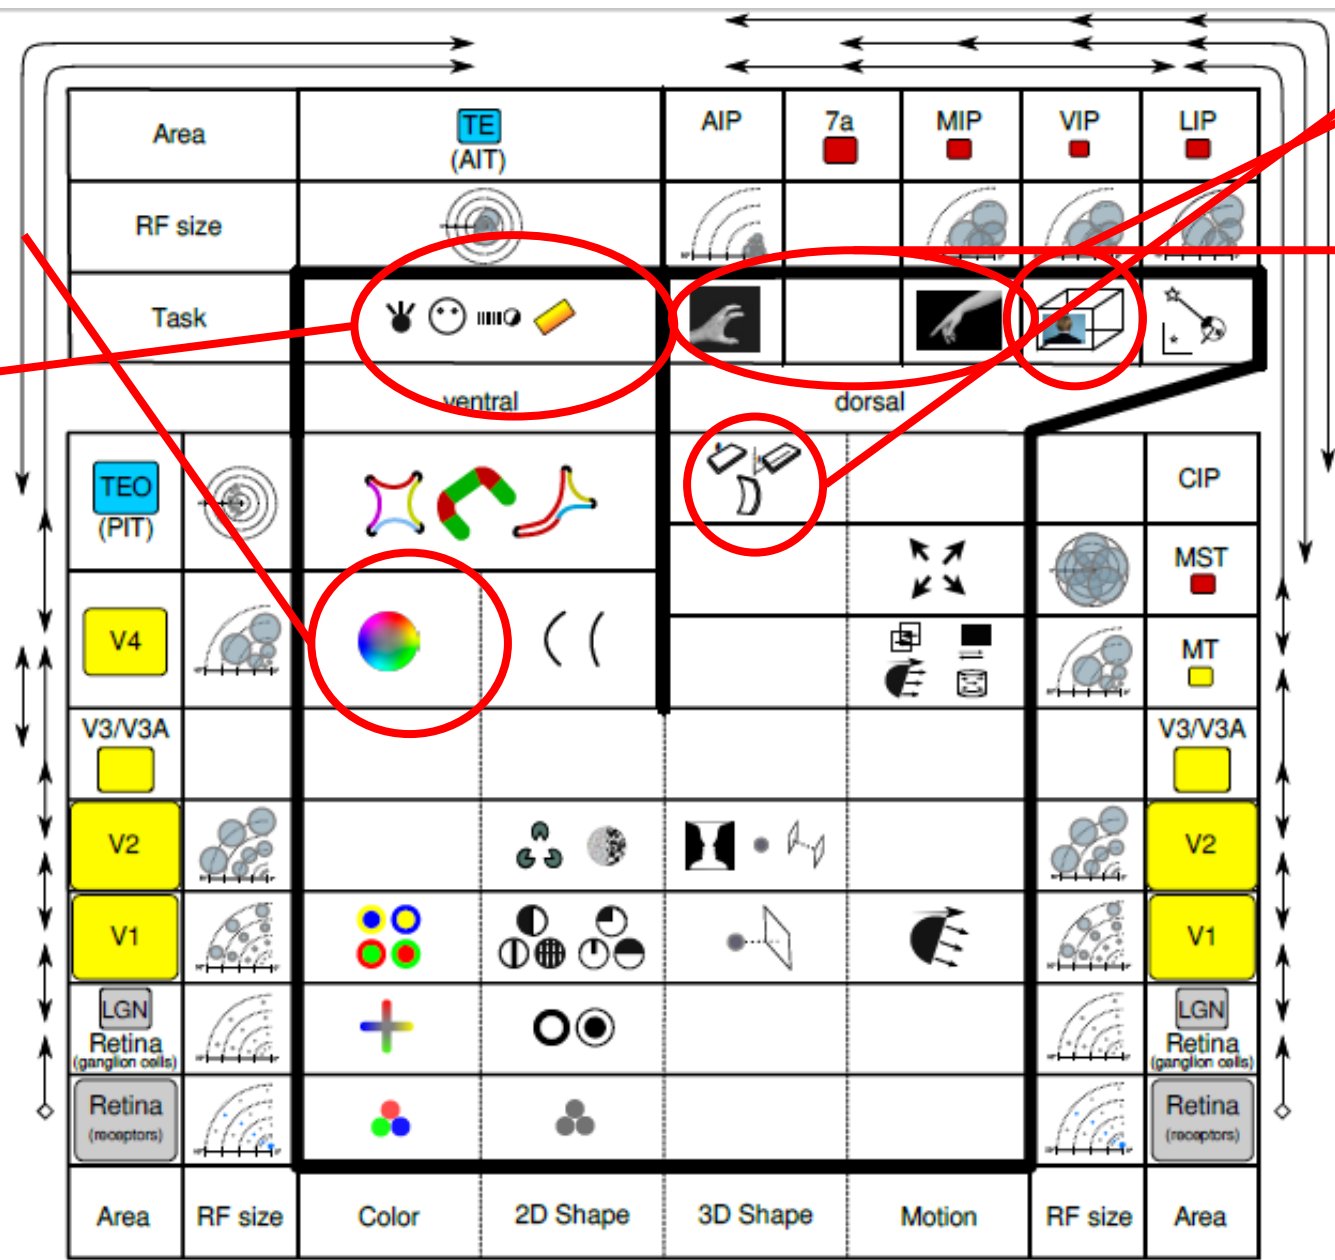 Area TE (AIT) AIP 7a MIP VIP LIP
RF size
Task
ventral dorsal
TEO (PIT) CIP
MST
V4 MT
V3/V3A V3/V3A
V2 V2
V1 V1
LGN LGN
Retina Retina
(ganglion cells) (ganglion cells)
Retina Retina
(receptors) (receptors)
Area RF size Color 2D Shape 3D Shape Motion RF size Area